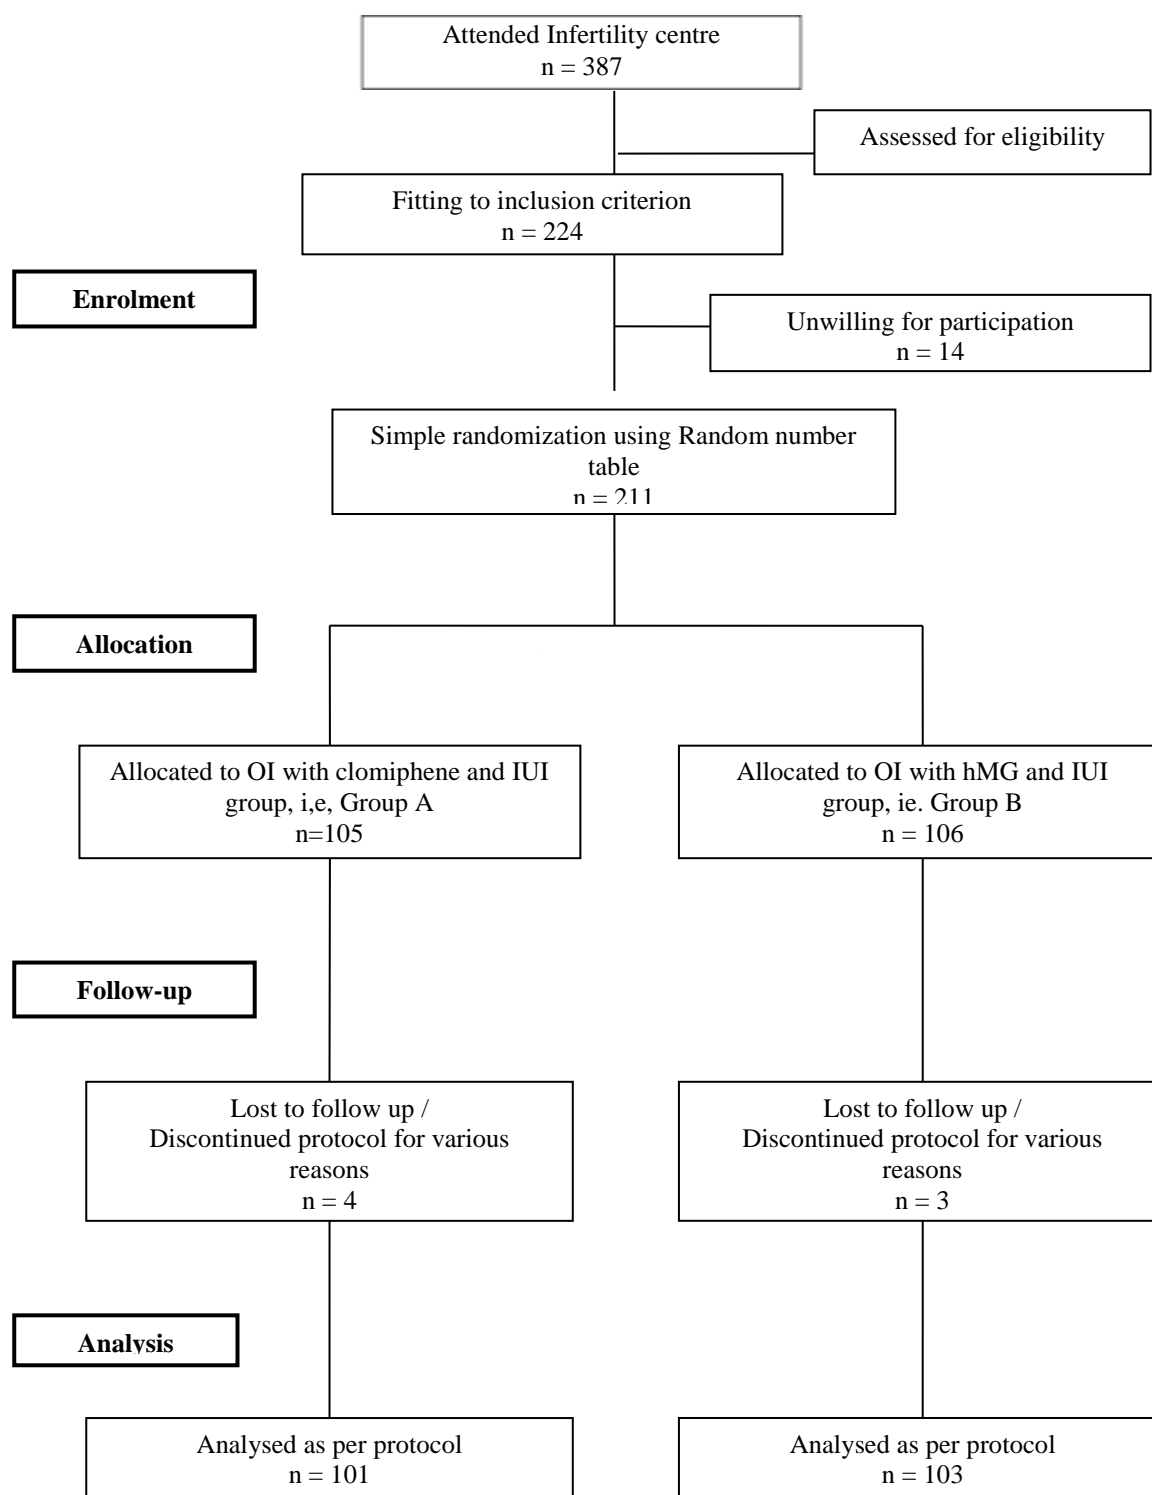 Attended Infertility centre
n = 387
Assessed for eligibility
Fitting to inclusion criterion
n = 224
Enrolment
Unwilling for participation
n = 14
Simple randomization using Random number
table
n = 211
Allocation
Allocated to OI with clomiphene and IUI
group, i,e, Group A
n=105
Allocated to OI with hMG and IUI
group, ie. Group B
n = 106
Follow-up
Lost to follow up /
Discontinued protocol for various
reasons
n = 4
Lost to follow up /
Discontinued protocol for various
reasons
n = 3
Analysis
Analysed as per protocol
n = 101
Analysed as per protocol
n = 103